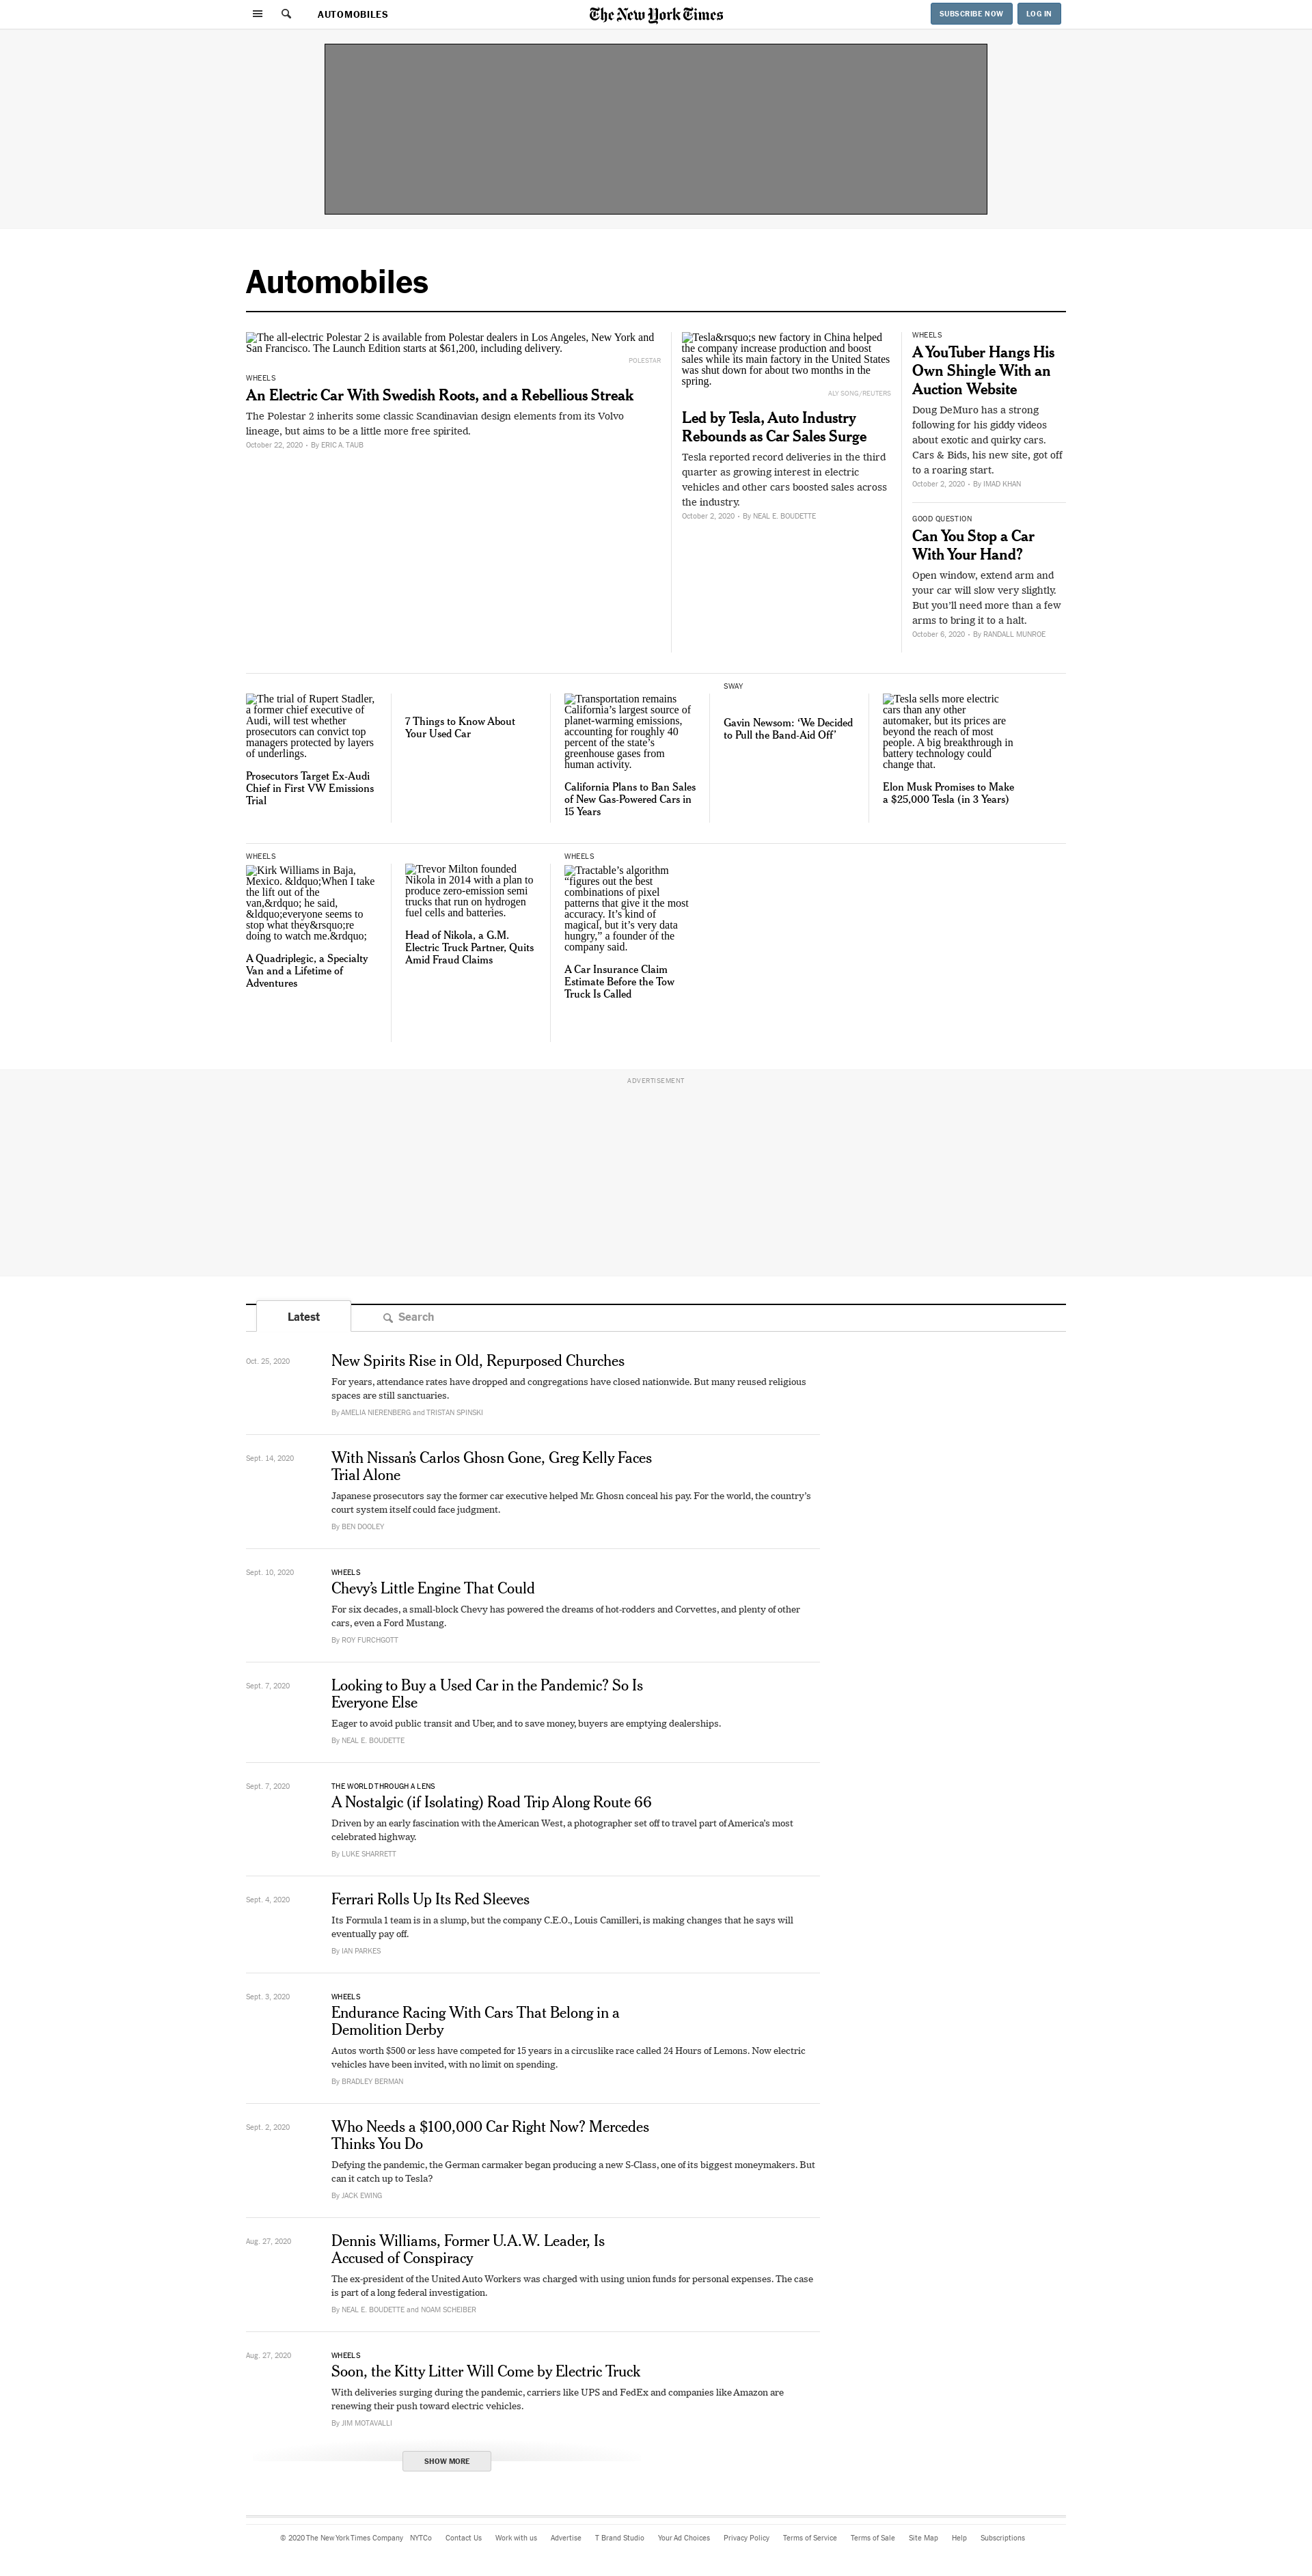 AUTOMOBILES
The New York Times
SUBSCRIBE NOW
LOG IN
Automobiles
The all-electric Polestar 2 is available from Polestar dealers in Los Angeles, New York and
San Francisco. The Launch Edition starts at $61,200, including delivery.
POLESTAR
WHEELS
An Electric Car With Swedish Roots, and a Rebellious Streak
The Polestar 2 inherits some classic Scandinavian design elements from its Volvo
lineage, but aims to be a little more free spirited.
October 22, 2020 • By ERIC A. TAUB
Tesla&rsquo;s new factory in China helped
the company increase production and boost
sales while its main factory in the United States
was shut down for about two months in the
spring.
ALY SONG/REUTERS
Led by Tesla, Auto Industry
Rebounds as Car Sales Surge
Tesla reported record deliveries in the third
quarter as growing interest in electric
vehicles and other cars boosted sales across
the industry.
October 2, 2020 • By NEAL E. BOUDETTE
WHEELS
A YouTuber Hangs His
Own Shingle With an
Auction Website
Doug DeMuro has a strong
following for his giddy videos
about exotic and quirky cars.
Cars & Bids, his new site, got off
to a roaring start.
October 2, 2020 • By IMAD KHAN
GOOD QUESTION
Can You Stop a Car
With Your Hand?
Open window, extend arm and
your car will slow very slightly.
But you’ll need more than a few
arms to bring it to a halt.
October 6, 2020 • By RANDALL MUNROE
The trial of Rupert Stadler,
a former chief executive of
Audi, will test whether
prosecutors can convict top
managers protected by layers
of underlings.
Prosecutors Target Ex-Audi
Chief in First VW Emissions
Trial
7 Things to Know About
Your Used Car
Transportation remains
California’s largest source of
planet-warming emissions,
accounting for roughly 40
percent of the state’s
greenhouse gases from
human activity.
California Plans to Ban Sales
of New Gas-Powered Cars in
15 Years
SWAY
Gavin Newsom: ‘We Decided
to Pull the Band-Aid Off’
Tesla sells more electric
cars than any other
automaker, but its prices are
beyond the reach of most
people. A big breakthrough in
battery technology could
change that.
Elon Musk Promises to Make
a $25,000 Tesla (in 3 Years)
WHEELS
Kirk Williams in Baja,
Mexico. &ldquo;When I take
the lift out of the
van,&rdquo; he said,
&ldquo;everyone seems to
stop what they&rsquo;re
doing to watch me.&rdquo;
A Quadriplegic, a Specialty
Van and a Lifetime of
Adventures
Trevor Milton founded
Nikola in 2014 with a plan to
produce zero-emission semi
trucks that run on hydrogen
fuel cells and batteries.
Head of Nikola, a G.M.
Electric Truck Partner, Quits
Amid Fraud Claims
WHEELS
Tractable’s algorithm
“figures out the best
combinations of pixel
patterns that give it the most
accuracy. It’s kind of
magical, but it’s very data
hungry,” a founder of the
company said.
A Car Insurance Claim
Estimate Before the Tow
Truck Is Called
ADVERTISEMENT
Latest
Search
Oct. 25, 2020
New Spirits Rise in Old, Repurposed Churches
For years, attendance rates have dropped and congregations have closed nationwide. But many reused religious
spaces are still sanctuaries.
By AMELIA NIERENBERG and TRISTAN SPINSKI
Sept. 14, 2020
With Nissan’s Carlos Ghosn Gone, Greg Kelly Faces
Trial Alone
Japanese prosecutors say the former car executive helped Mr. Ghosn conceal his pay. For the world, the country’s
court system itself could face judgment.
By BEN DOOLEY
Sept. 10, 2020
WHEELS
Chevy’s Little Engine That Could
For six decades, a small-block Chevy has powered the dreams of hot-rodders and Corvettes, and plenty of other
cars, even a Ford Mustang.
By ROY FURCHGOTT
Sept. 7, 2020
Looking to Buy a Used Car in the Pandemic? So Is
Everyone Else
Eager to avoid public transit and Uber, and to save money, buyers are emptying dealerships.
By NEAL E. BOUDETTE
Sept. 7, 2020
THE WORLD THROUGH A LENS
A Nostalgic (if Isolating) Road Trip Along Route 66
Driven by an early fascination with the American West, a photographer set off to travel part of America’s most
celebrated highway.
By LUKE SHARRETT
Sept. 4, 2020
Ferrari Rolls Up Its Red Sleeves
Its Formula 1 team is in a slump, but the company C.E.O., Louis Camilleri, is making changes that he says will
eventually pay off.
By IAN PARKES
Sept. 3, 2020
WHEELS
Endurance Racing With Cars That Belong in a
Demolition Derby
Autos worth $500 or less have competed for 15 years in a circuslike race called 24 Hours of Lemons. Now electric
vehicles have been invited, with no limit on spending.
By BRADLEY BERMAN
Sept. 2, 2020
Who Needs a $100,000 Car Right Now? Mercedes
Thinks You Do
Defying the pandemic, the German carmaker began producing a new S-Class, one of its biggest moneymakers. But
can it catch up to Tesla?
By JACK EWING
Aug. 27, 2020
Dennis Williams, Former U.A.W. Leader, Is
Accused of Conspiracy
The ex-president of the United Auto Workers was charged with using union funds for personal expenses. The case
is part of a long federal investigation.
By NEAL E. BOUDETTE and NOAM SCHEIBER
Aug. 27, 2020
WHEELS
Soon, the Kitty Litter Will Come by Electric Truck
With deliveries surging during the pandemic, carriers like UPS and FedEx and companies like Amazon are
renewing their push toward electric vehicles.
By JIM MOTAVALLI
SHOW MORE
© 2020 The New York Times Company NYTCo Contact Us Work with us Advertise T Brand Studio Your Ad Choices Privacy Policy Terms of Service Terms of Sale Site Map Help Subscriptions